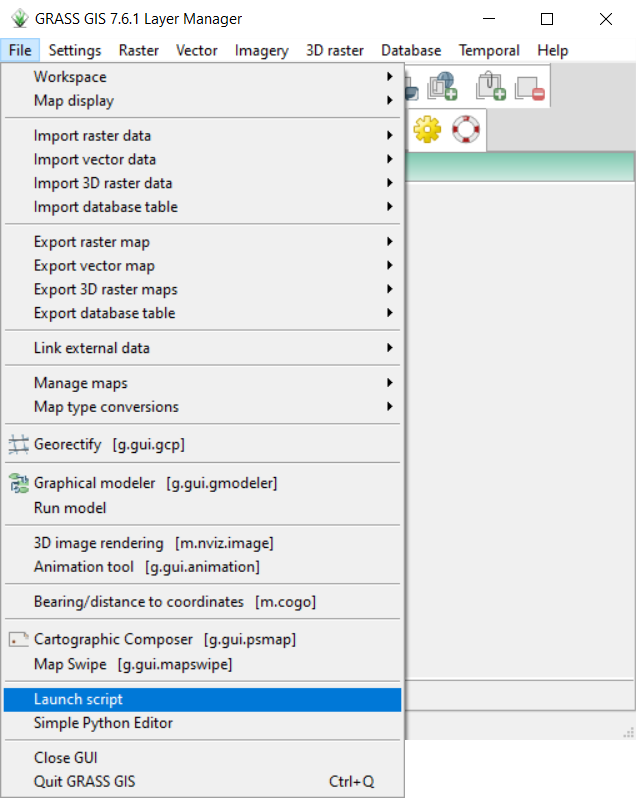 GRASS GIS 7.6.1 Layer Manager
File Settings Raster Vector Imagery 3D raster Database Temporal Help
Workspace
Map display
Import raster data
Import vector data
Import 3D raster data
Import database table
Export raster map
Export vector map
Export 3D raster maps
Export database table
Link external data
Manage maps
Map type conversions
Georectify [g.gui.gcp]
Graphical modeler [g.gui.gmodeler]
Run model
3D image rendering [m.nviz.image]
Animation tool [g.gui.animation]
Bearing/distance to coordinates [m.cogo]
Cartographic Composer [g.gui.psmap]
Map Swipe [g.gui.mapswipe]
Launch script
Simple Python Editor
Close GUI
Quit GRASS GIS Ctrl+Q